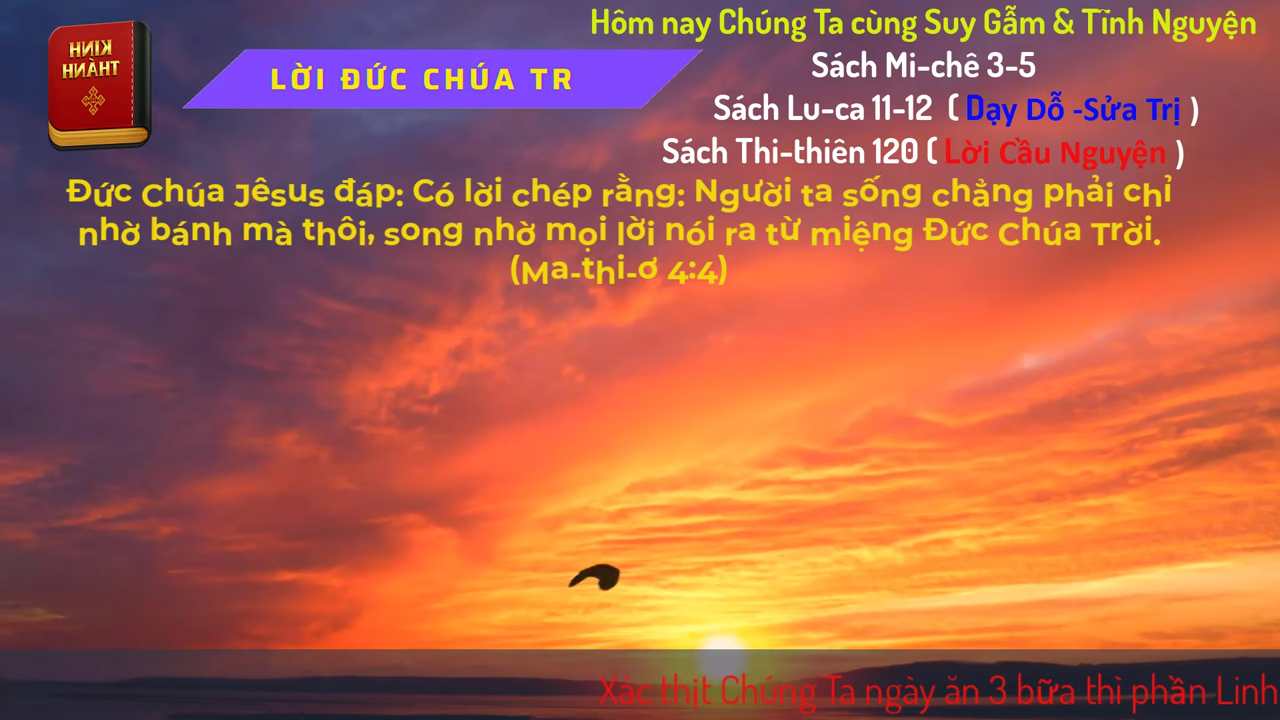 KINH
THÀNH
LỜI ĐỨC CHÚA TR
Hôm nay Chúng Ta cùng Suy Gẫm & Tĩnh Nguyện
Sách Mi-chê 3-5
Sách Lu-ca 11-12 ( Dạy Dỗ -Sửa Trị )
Sách Thi-thiên 120 ( Lời Cầu Nguyện )
Đức Chúa Jêsus đáp: Có lời chép rằng: Người ta sống chẳng phải chỉ
nhờ bánh mà thôi, song nhờ mọi lời nói ra từ miệng Đức Chúa Trời.
(Ma-thi-ơ 4:4)
Xác thịt Chúng Ta ngày ăn 3 bữa thì phần Linh